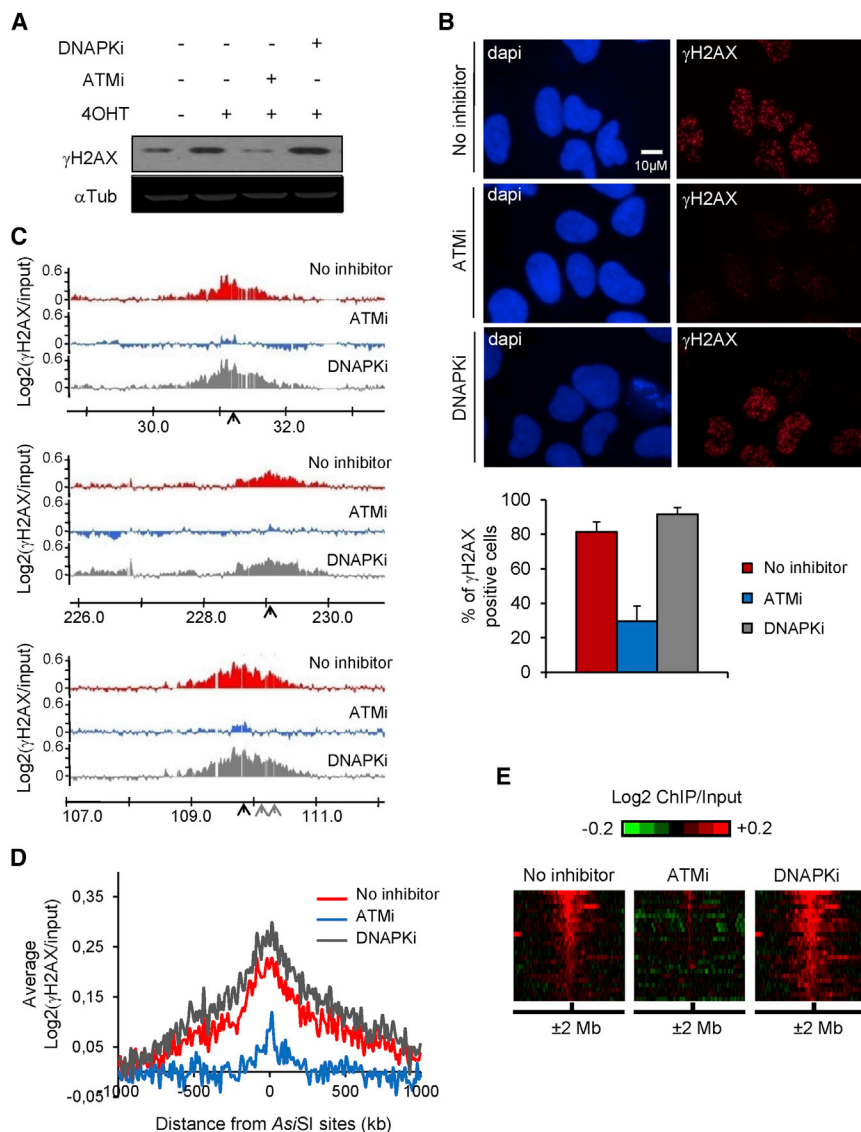 A
DNAPKi - - - +
ATMi - - + -
4OHT - + + +
γH2AX
αTub
B
No inhibitor
dapi
γH2AX
10μM
ATMi
dapi
γH2AX
DNAPKi
dapi
γH2AX
% of γH2AX
positive cells
100
80
60
40
20
0
No inhibitor
ATMi
DNAPKi
C
Log2(γH2AX/input)
0.6
0
No inhibitor
0.6
0
ATMi
0.6
0
DNAPKi
30.0 32.0
Log2(γH2AX/input)
0.6
0
No inhibitor
0.6
0
ATMi
0.6
0
DNAPKi
226.0 228.0 230.0
Log2(γH2AX/input)
0.6
0
No inhibitor
0.6
0
ATMi
0.6
0
DNAPKi
107.0 109.0 111.0
D
Average
Log2(γH2AX/input)
0,35
0,25
0,15
0,05
-0,05
No inhibitor
ATMi
DNAPKi
-1000 -500 0 500 1000
Distance from AsiSI sites (kb)
E
Log2 ChIP/Input
-0.2 +0.2
No inhibitor ATMi DNAPKi
±2 Mb ±2 Mb ±2 Mb